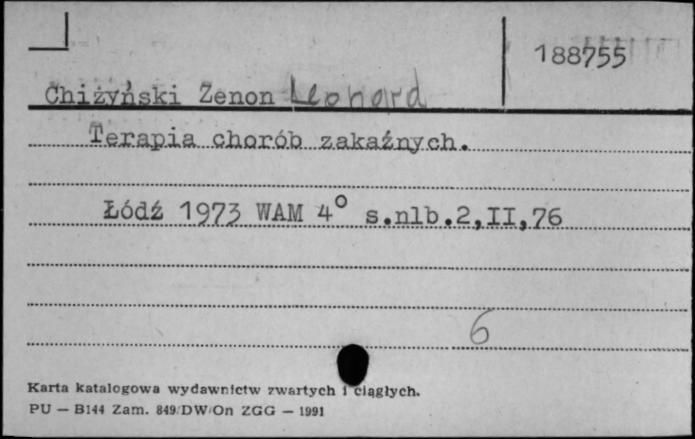 188755
Chiżyński Zenon Leonard
Terapia chorób zakaźnych.
Łódź 1973 WAM 4° s.nlb.2,II,76
6
Karta katalogowa wydawnictw zwartych i ciągłych.
PU — B144 Zam. 849/DW/On ZGG — 1991